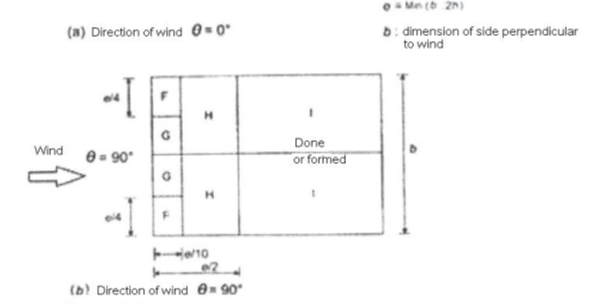 e = Min (b 2h)
(a) Direction of wind θ = 0°
b : dimension of side perpendicular
to wind
e/4
F
H
I
G
Done
or formed
b
Wind
θ = 90°
G
H
I
e/4
F
e/10
e/2
(b) Direction of wind θ = 90°